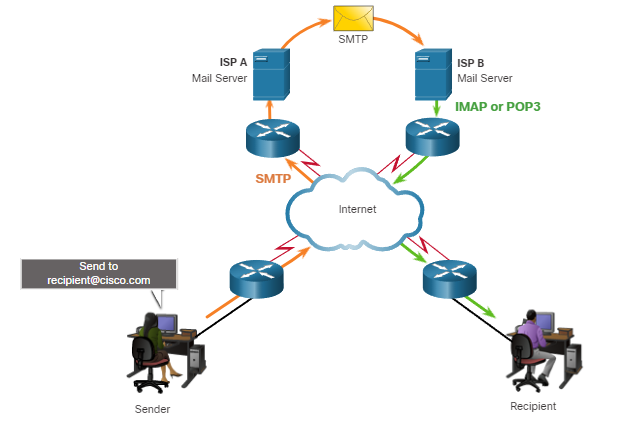 SMTP
ISP A
Mail Server
ISP B
Mail Server
IMAP or POP3
SMTP
Internet
Send to
recipient@cisco.com
Sender
Recipient